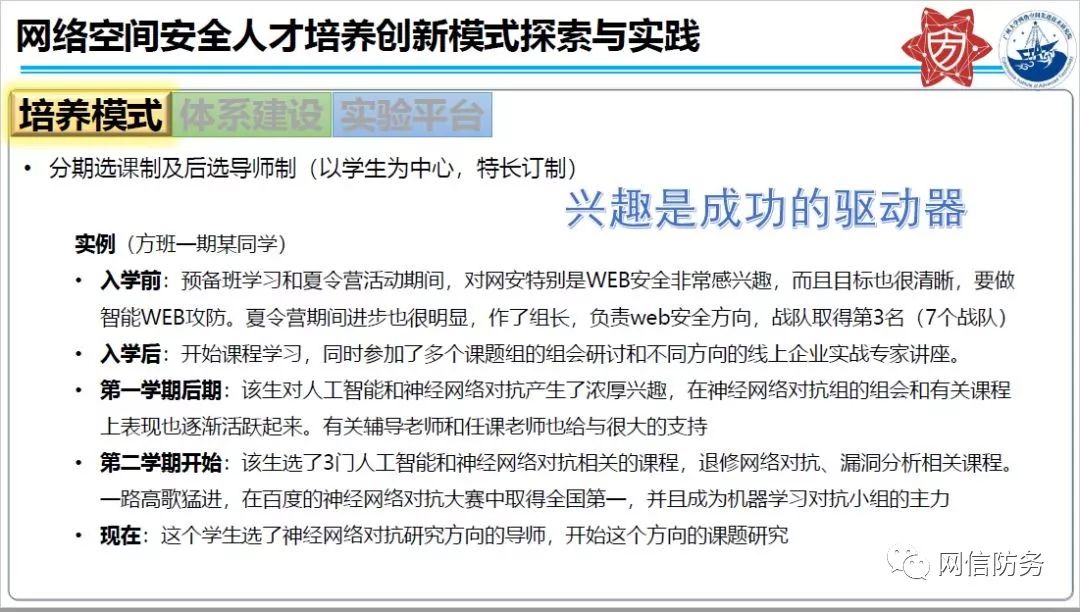 网络空间安全人才培养创新模式探索与实践
培养模式 体系建设 实验平台
• 分期选课制及后选导师制（以学生为中心，特长订制）
兴趣是成功的驱动器
实例（方班一期某同学）
• 入学前：预备班学习和夏令营活动期间，对网安特别是WEB安全非常感兴趣，而且目标也很清晰，要做
智能WEB攻防。夏令营期间进步也很明显，作了组长，负责web安全方向，战队取得第3名（7个战队）
• 入学后：开始课程学习，同时参加了多个课题组的组会研讨和不同方向的线上企业实战专家讲座。
• 第一学期后期：该生对人工智能和神经网络对抗产生了浓厚兴趣，在神经网络对抗组的组会和有关课程
上表现也逐渐活跃起来。有关辅导老师和任课老师也给与很大的支持
• 第二学期开始：该生选了3门人工智能和神经网络对抗相关的课程，退修网络对抗、漏洞分析相关课程。
一路高歌猛进，在百度的神经网络对抗大赛中取得全国第一，并且成为机器学习对抗小组的主力
• 现在：这个学生选了神经网络对抗研究方向的导师，开始这个方向的课题研究
网信防务